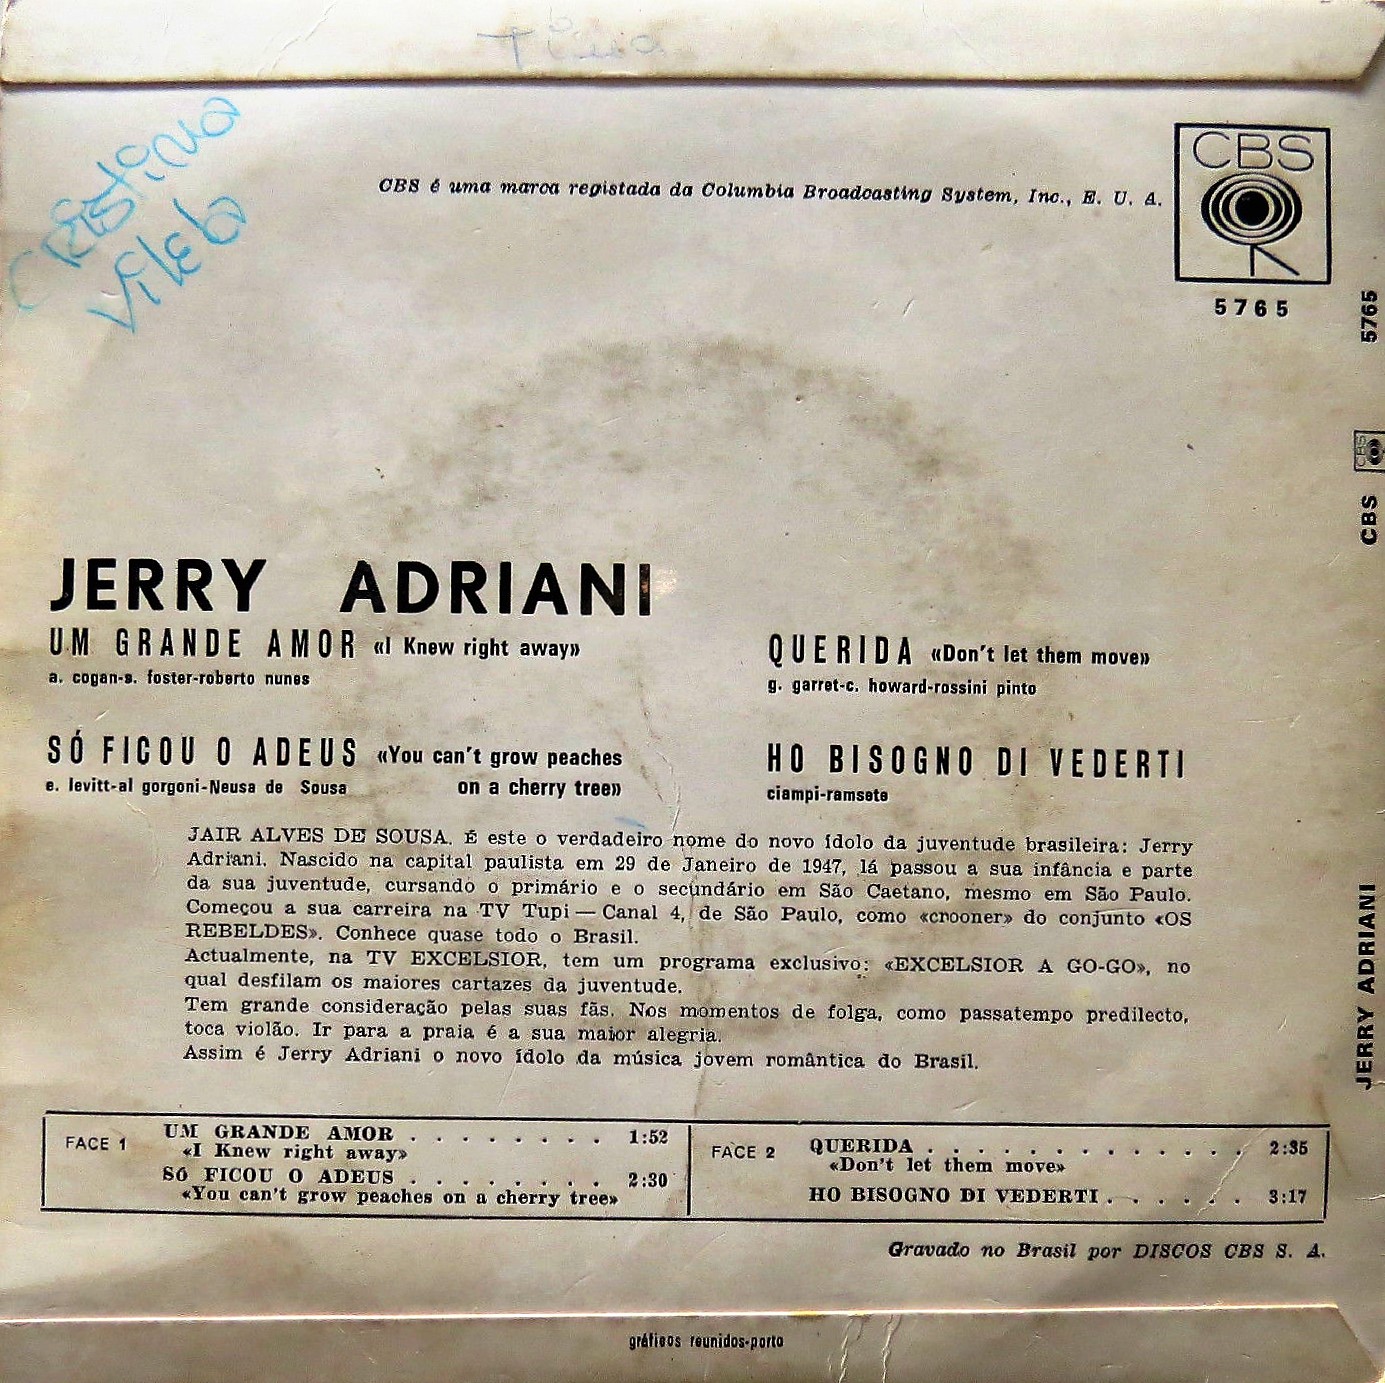 Cristina
Vilela
CBS é uma marca registada da Columbia Broadcasting System, Inc., E. U. A.
CBS
5765
JERRY ADRIANI
UM GRANDE AMOR «I Knew right away»
a. cogan-s. foster-roberto nunes
SÓ FICOU O ADEUS «You can't grow peaches
e. levitt-al gorgoni-Neusa de Sousa on a cherry tree»
QUERIDA «Don't let them move»
g. garret-c. howard-rossini pinto
HO BISOGNO DI VEDERTI
ciampi-ramsete
JAIR ALVES DE SOUSA. É este o verdadeiro nome do novo ídolo da juventude brasileira: Jerry
Adriani. Nascido na capital paulista em 29 de Janeiro de 1947, lá passou a sua infância e parte
da sua juventude, cursando o primário e o secundário em São Caetano, mesmo em São Paulo.
Começou a sua carreira na TV Tupi — Canal 4, de São Paulo, como «crooner» do conjunto «OS
REBELDES». Conhece quase todo o Brasil.
Actualmente, na TV EXCELSIOR, tem um programa exclusivo: «EXCELSIOR A GO-GO», no
qual desfilam os maiores cartazes da juventude.
Tem grande consideração pelas suas fãs. Nos momentos de folga, como passatempo predilecto,
toca violão. Ir para a praia é a sua maior alegria.
Assim é Jerry Adriani o novo ídolo da música jovem romântica do Brasil.
FACE 1
UM GRANDE AMOR . . . . . . . . 1:52
«I Knew right away»
SÓ FICOU O ADEUS . . . . . . . . 2:30
«You can't grow peaches on a cherry tree»
FACE 2
QUERIDA . . . . . . . . . . . . . 2:35
«Don't let them move»
HO BISOGNO DI VEDERTI . . . . . . 3:17
Gravado no Brasil por DISCOS CBS S. A.
gráficos reunidos-porto
5765
CBS
CBS
JERRY ADRIANI